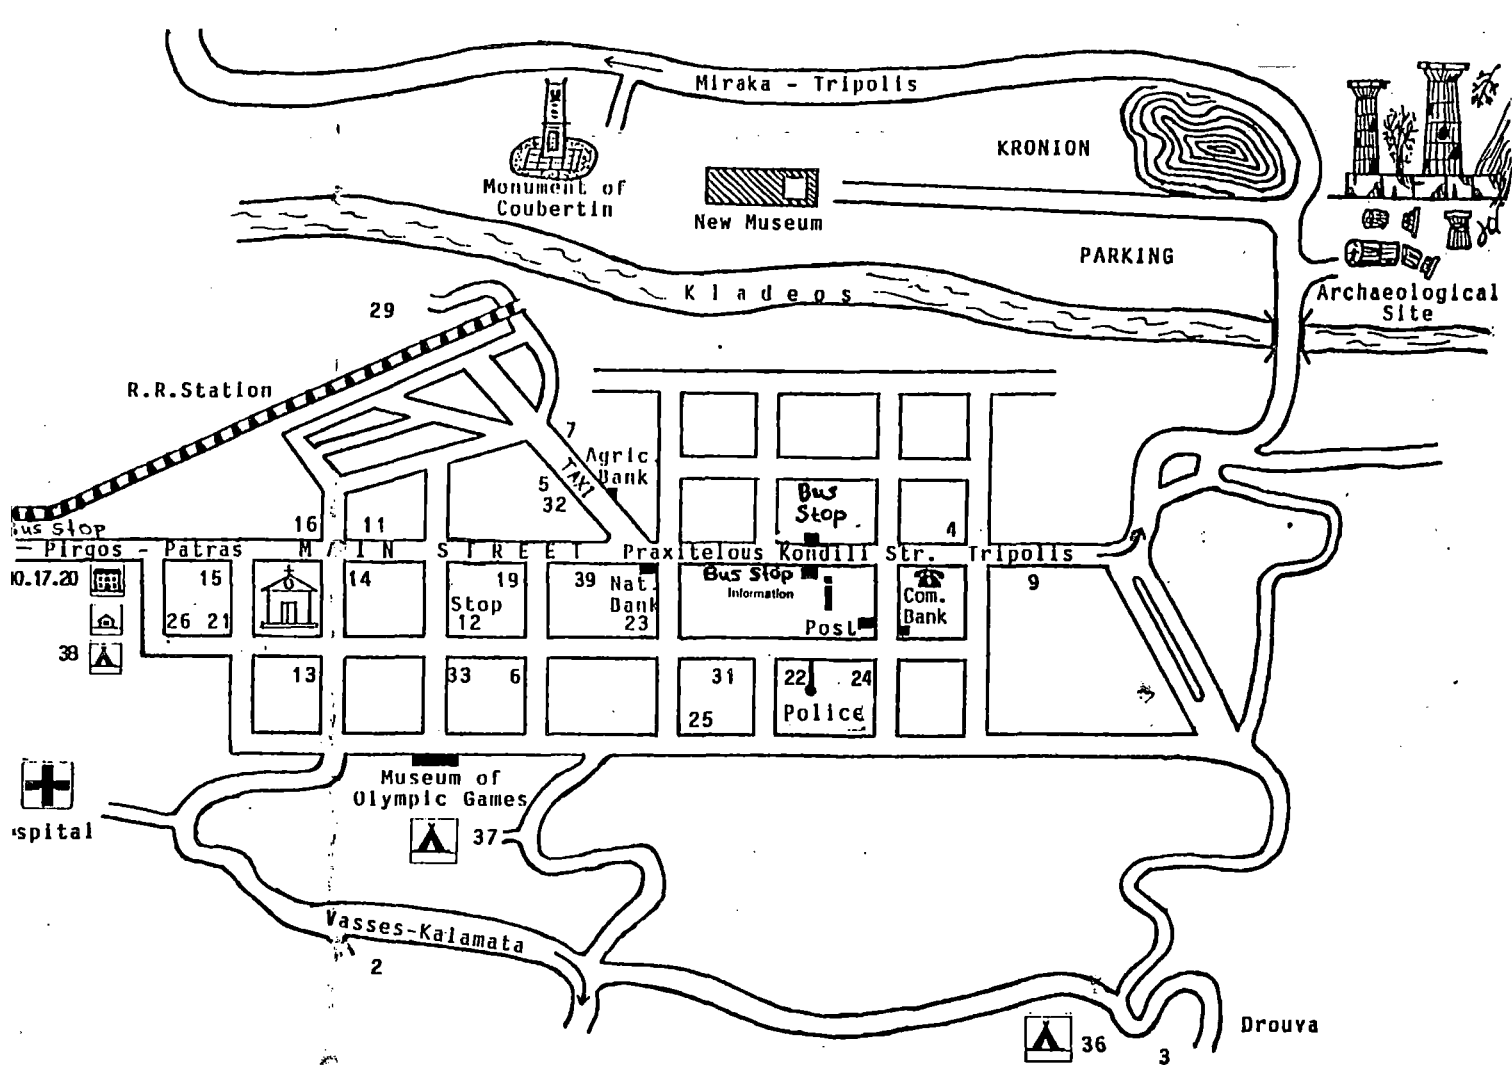 Miraka - Tripolis
KRONION
Monument of
Coubertin
New Museum
PARKING
Kladeos
Archaeological
Site
29
R.R.Station
7
Agric.
Bank
TAXI
5
32
Bus
Stop
16
11
4
Stop
- Pirgos - Patras
MAIN STREET
Praxitelous Kondili Str.
Tripolis
.17.20
15
14
19
39
Nat.
Bank
23
Bus Stop
Information
i
Com.
Bank
9
26
21
Stop
12
Post
38
13
33
6
31
25
22
24
Police
Museum of
Olympic Games
37
Vasses-Kalamata
2
36
3
Drouva